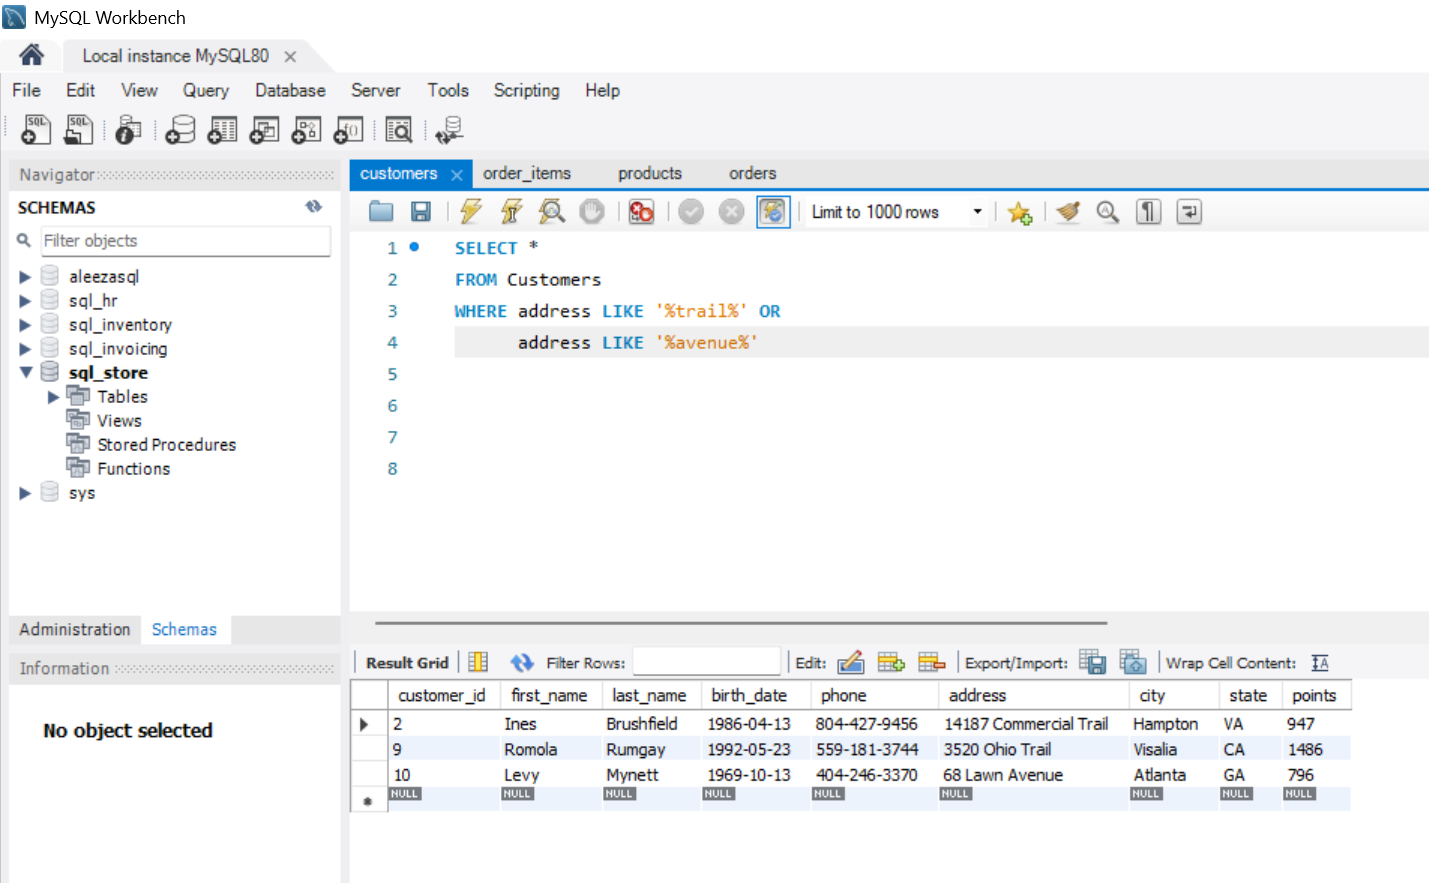 MySQL Workbench
Local instance MySQL80
File Edit View Query Database Server Tools Scripting Help
Navigator
SCHEMAS
Filter objects
aleezasql
sql_hr
sql_inventory
sql_invoicing
sql_store
Tables
Views
Stored Procedures
Functions
sys
Administration Schemas
Information
No object selected
customers order_items products orders
Limit to 1000 rows
1 SELECT *
2 FROM Customers
3 WHERE address LIKE '%trail%' OR
4 address LIKE '%avenue%'
5
6
7
8
Result Grid Filter Rows: Edit: Export/Import: Wrap Cell Content:
customer_id first_name last_name birth_date phone address city state points
2 Ines Brushfield 1986-04-13 804-427-9456 14187 Commercial Trail Hampton VA 947
9 Romola Rumgay 1992-05-23 559-181-3744 3520 Ohio Trail Visalia CA 1486
10 Levy Mynett 1969-10-13 404-246-3370 68 Lawn Avenue Atlanta GA 796
NULL NULL NULL NULL NULL NULL NULL NULL NULL